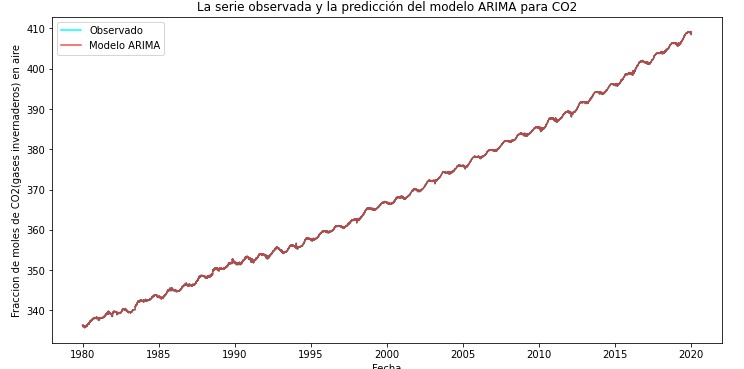 La serie observada y la predicción del modelo ARIMA para CO2
Observado
Modelo ARIMA
Fraccion de moles de CO2(gases invernaderos) en aire
410
400
390
380
370
360
350
340
1980 1985 1990 1995 2000 2005 2010 2015 2020
Fecha